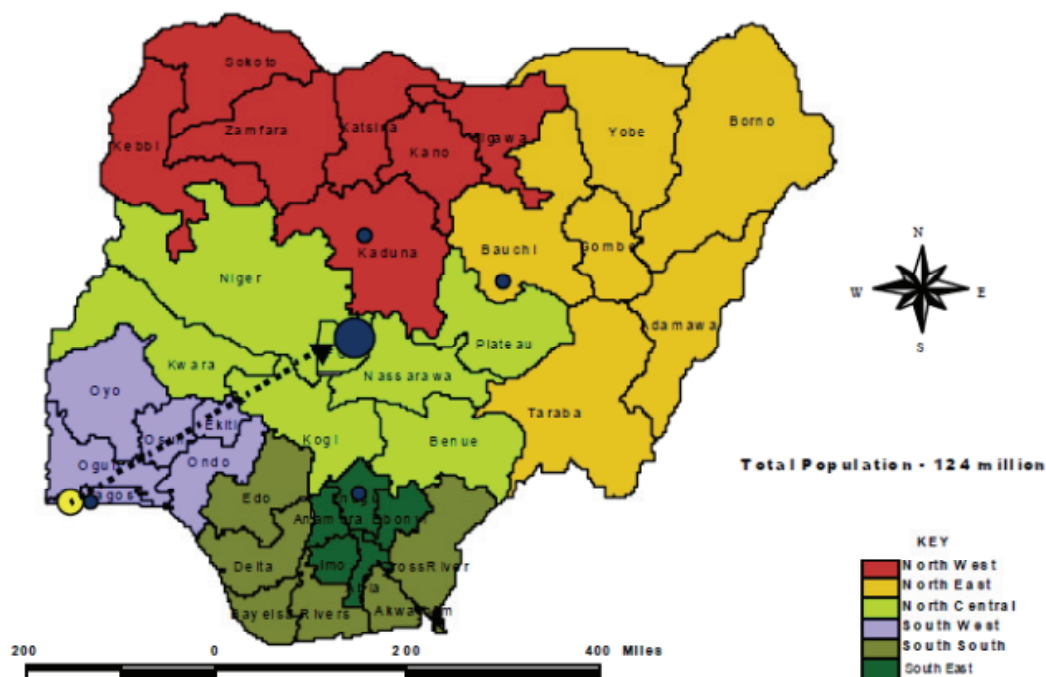 Sokoto
Katsina
Zamfara
Kebbi
Kano
Yobe
Borno
Kaduna
Bauchi
Gombe
Niger
Adamawa
Plateau
Kwara
Nassarawa
Oyo
Taraba
Osun
Ekiti
Kogi
Benue
Ogun
Ondo
Lagos
Edo
Anambra
Ebonyi
Delta
Imo
CrossRiver
Bayelsa
Rivers
N
W
E
S
Total Population - 124 million
KEY
North West
North East
North Central
South West
South South
South East
200
0
200
400
Miles